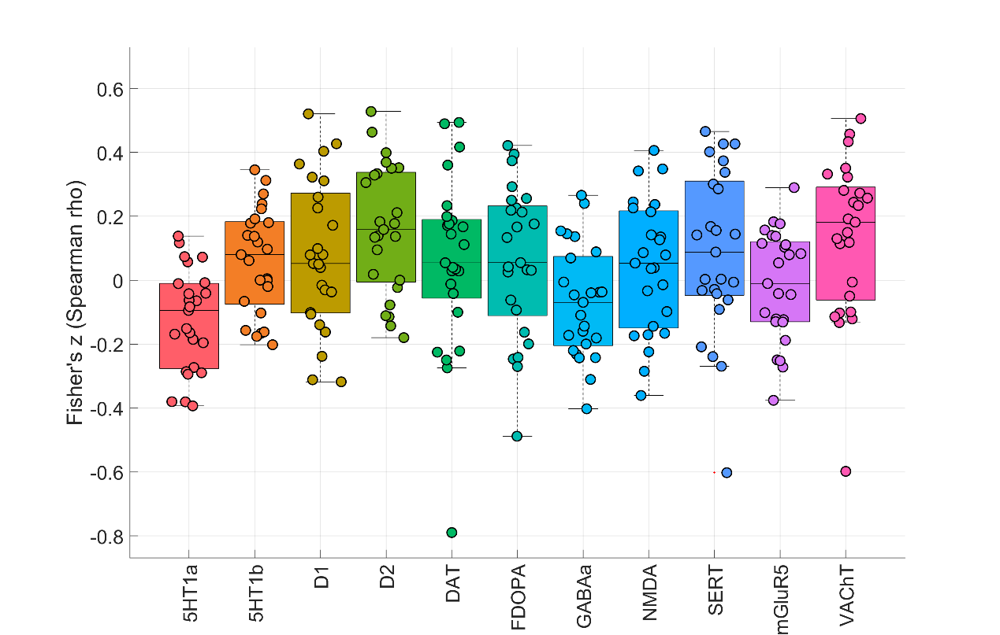 Fisher's z (Spearman rho)
0.6
0.4
0.2
0
-0.2
-0.4
-0.6
-0.8
5HT1a
5HT1b
D1
D2
DAT
FDOPA
GABAa
NMDA
SERT
mGluR5
VAChT